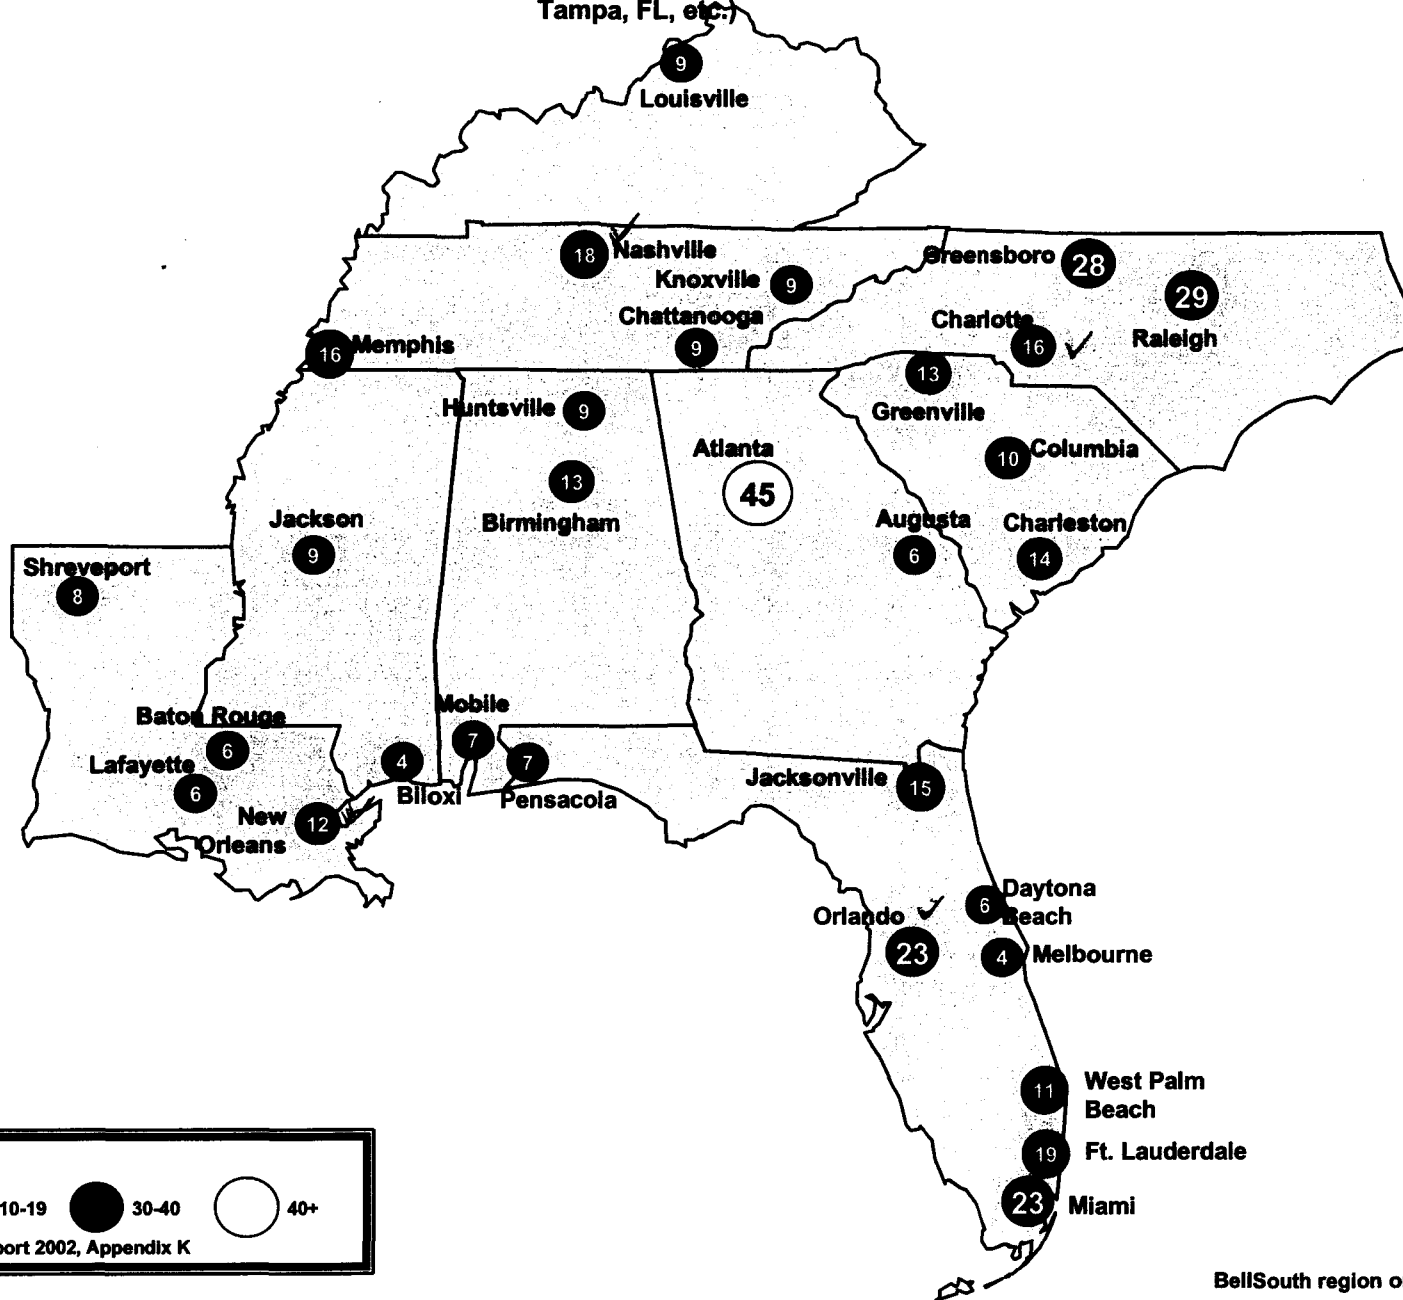 Tampa, FL, etc.)
9
Louisville
18 Nashville
Greensboro 28
Knoxville 9
29
Raleigh
Chattanooga
9
Charlotte
16
16 Memphis
13
Greenville
Huntsville 9
Atlanta
45
10 Columbia
13
Birmingham
Jackson
9
Augusta
6
Charleston
14
Shreveport
8
Mobile
7
Baton Rouge
6
4
Biloxi
7
Pensacola
Lafayette
6
Jacksonville
15
New
Orleans
12
6 Daytona
Beach
Orlando
23
4 Melbourne
11 West Palm
Beach
19 Ft. Lauderdale
23 Miami
10-19 30-40 40+
port 2002, Appendix K
BellSouth region o